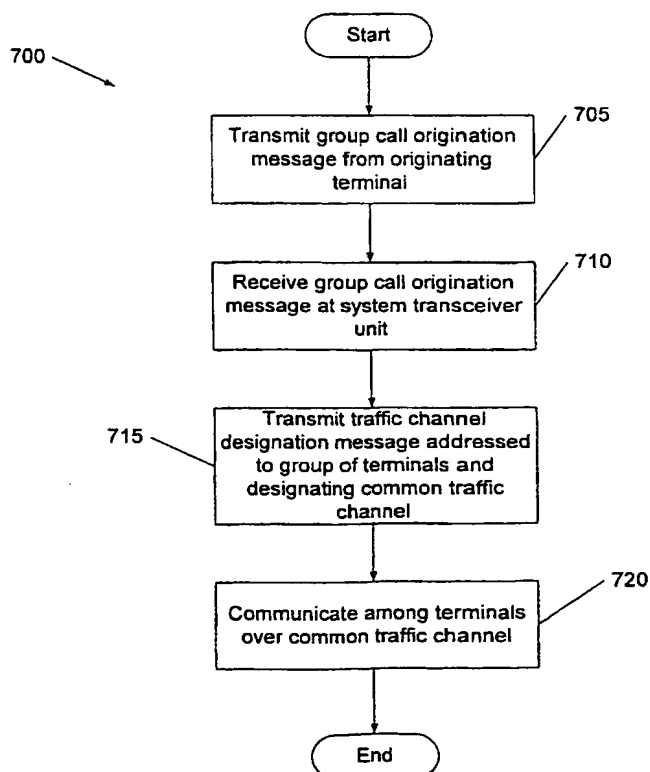 Start
700
705
Transmit group call origination
message from originating
terminal
710
Receive group call origination
message at system transceiver
unit
715
Transmit traffic channel
designation message addressed
to group of terminals and
designating common traffic
channel
720
Communicate among terminals
over common traffic channel
End